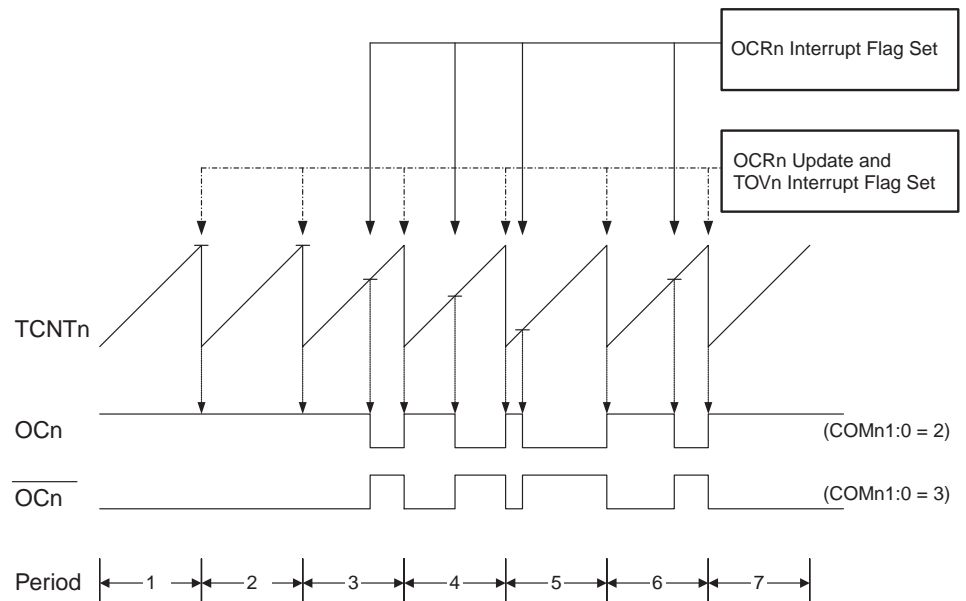 OCRn Interrupt Flag Set
OCRn Update and
TOVn Interrupt Flag Set
TCNTn
OCn
(COMn1:0 = 2)
OCn
(COMn1:0 = 3)
Period
1
2
3
4
5
6
7